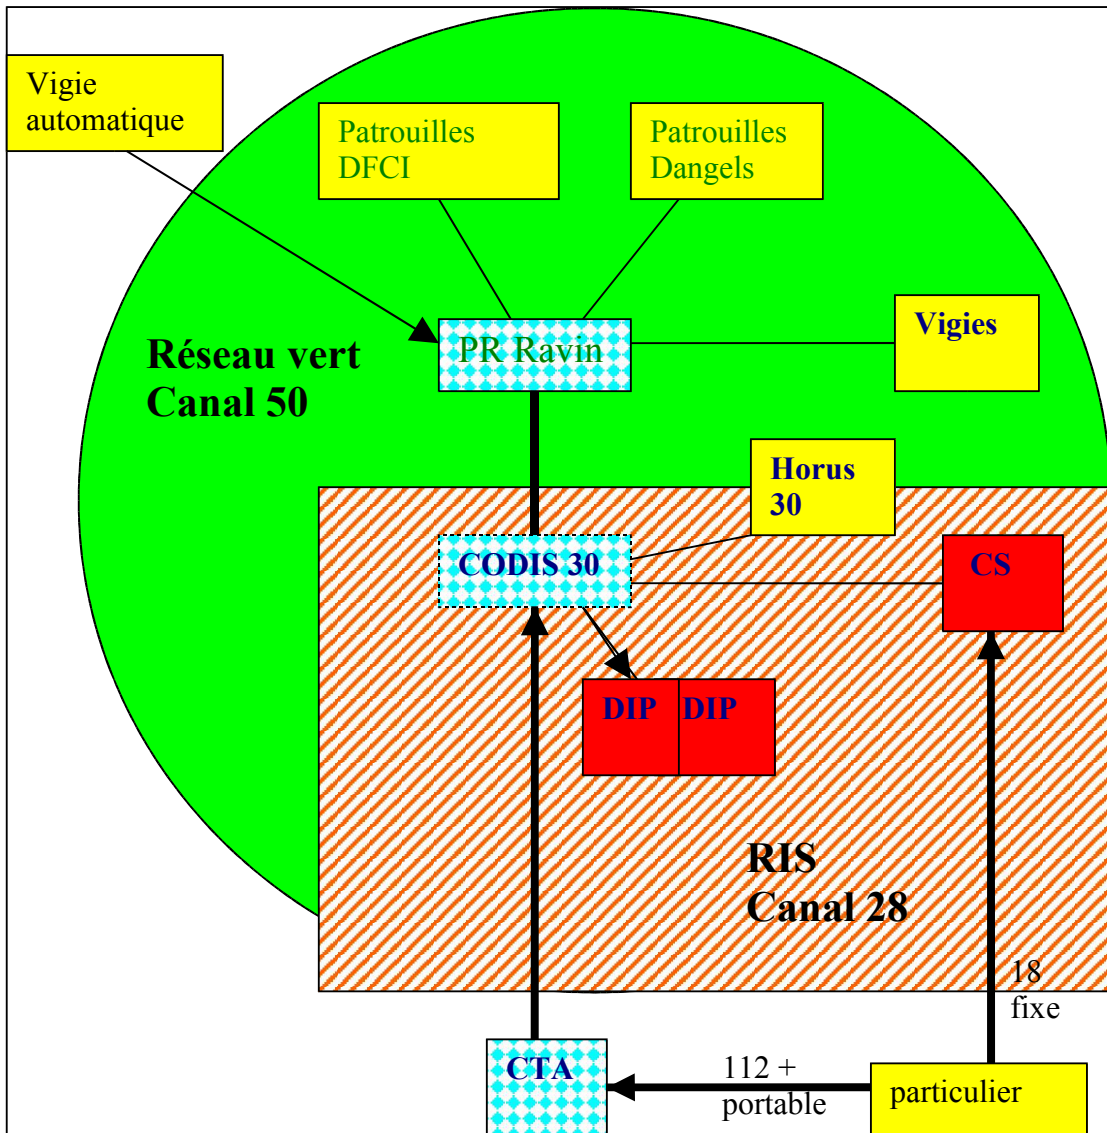 Vigie
automatique
Patrouilles
DFCI
Patrouilles
Dangels
PR Ravin
Vigies
Réseau vert
Canal 50
Horus
30
CODIS 30
CS
DIP
DIP
RIS
Canal 28
18
fixe
CTA
112 +
portable
particulier